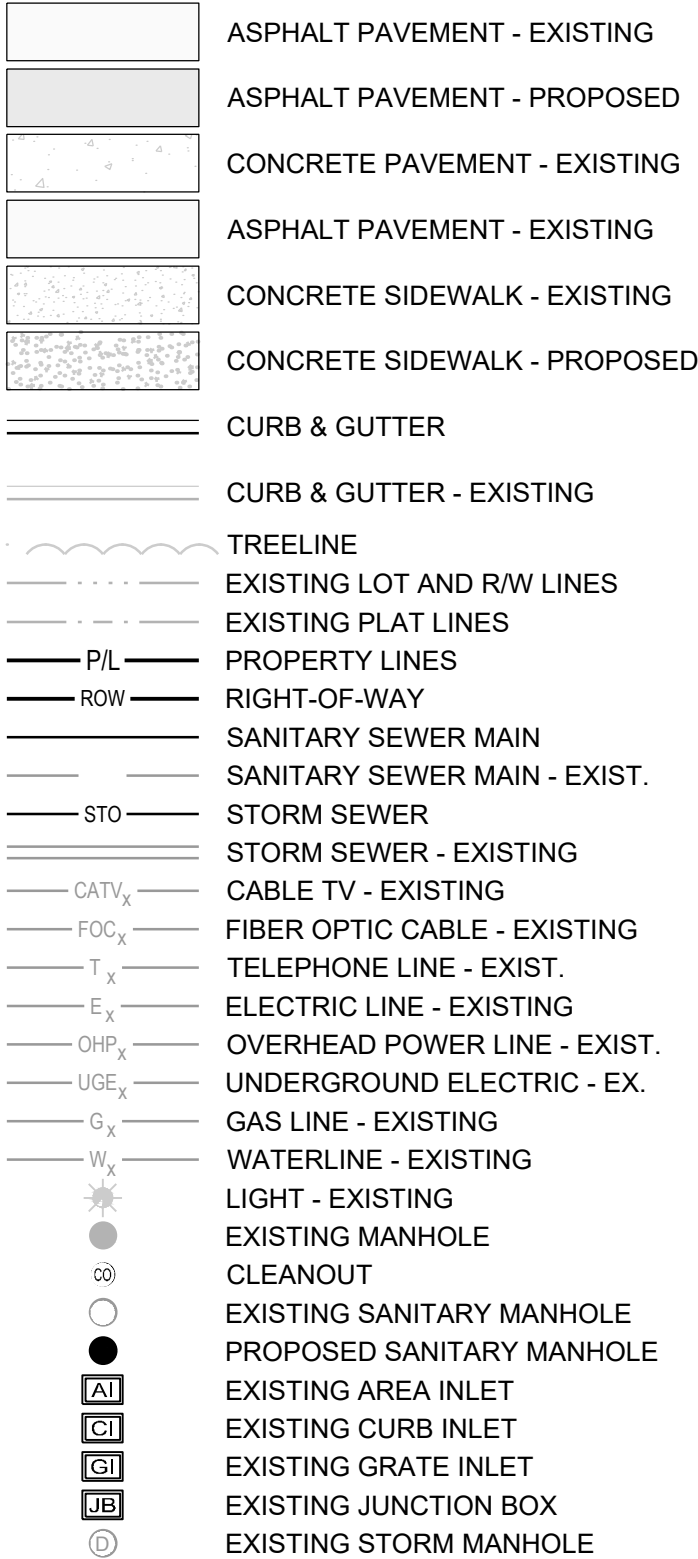 ASPHALT PAVEMENT - EXISTING
ASPHALT PAVEMENT - PROPOSED
CONCRETE PAVEMENT - EXISTING
ASPHALT PAVEMENT - EXISTING
CONCRETE SIDEWALK - EXISTING
CONCRETE SIDEWALK - PROPOSED
CURB & GUTTER
CURB & GUTTER - EXISTING
TREELINE
EXISTING LOT AND R/W LINES
EXISTING PLAT LINES
P/L PROPERTY LINES
ROW RIGHT-OF-WAY
SANITARY SEWER MAIN
SANITARY SEWER MAIN - EXIST.
STO STORM SEWER
STORM SEWER - EXISTING
CATVX CABLE TV - EXISTING
FOCX FIBER OPTIC CABLE - EXISTING
TX TELEPHONE LINE - EXIST.
EX ELECTRIC LINE - EXISTING
OHPX OVERHEAD POWER LINE - EXIST.
UGEX UNDERGROUND ELECTRIC - EX.
GX GAS LINE - EXISTING
WX WATERLINE - EXISTING
LIGHT - EXISTING
EXISTING MANHOLE
CO CLEANOUT
EXISTING SANITARY MANHOLE
PROPOSED SANITARY MANHOLE
AI EXISTING AREA INLET
CI EXISTING CURB INLET
GI EXISTING GRATE INLET
JB EXISTING JUNCTION BOX
D EXISTING STORM MANHOLE